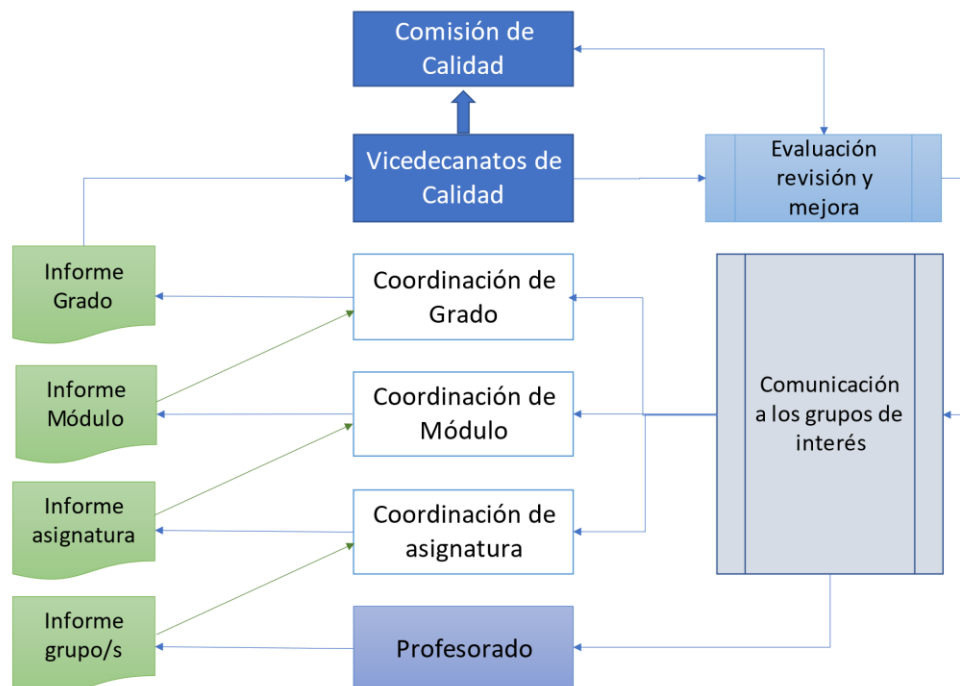 Comisión de
Calidad
Vicedecanatos de
Calidad
Evaluación
revisión y
mejora
Informe
Grado
Coordinación de
Grado
Informe
Módulo
Coordinación de
Módulo
Comunicación
a los grupos de
interés
Informe
asignatura
Coordinación de
asignatura
Informe
grupo/s
Profesorado